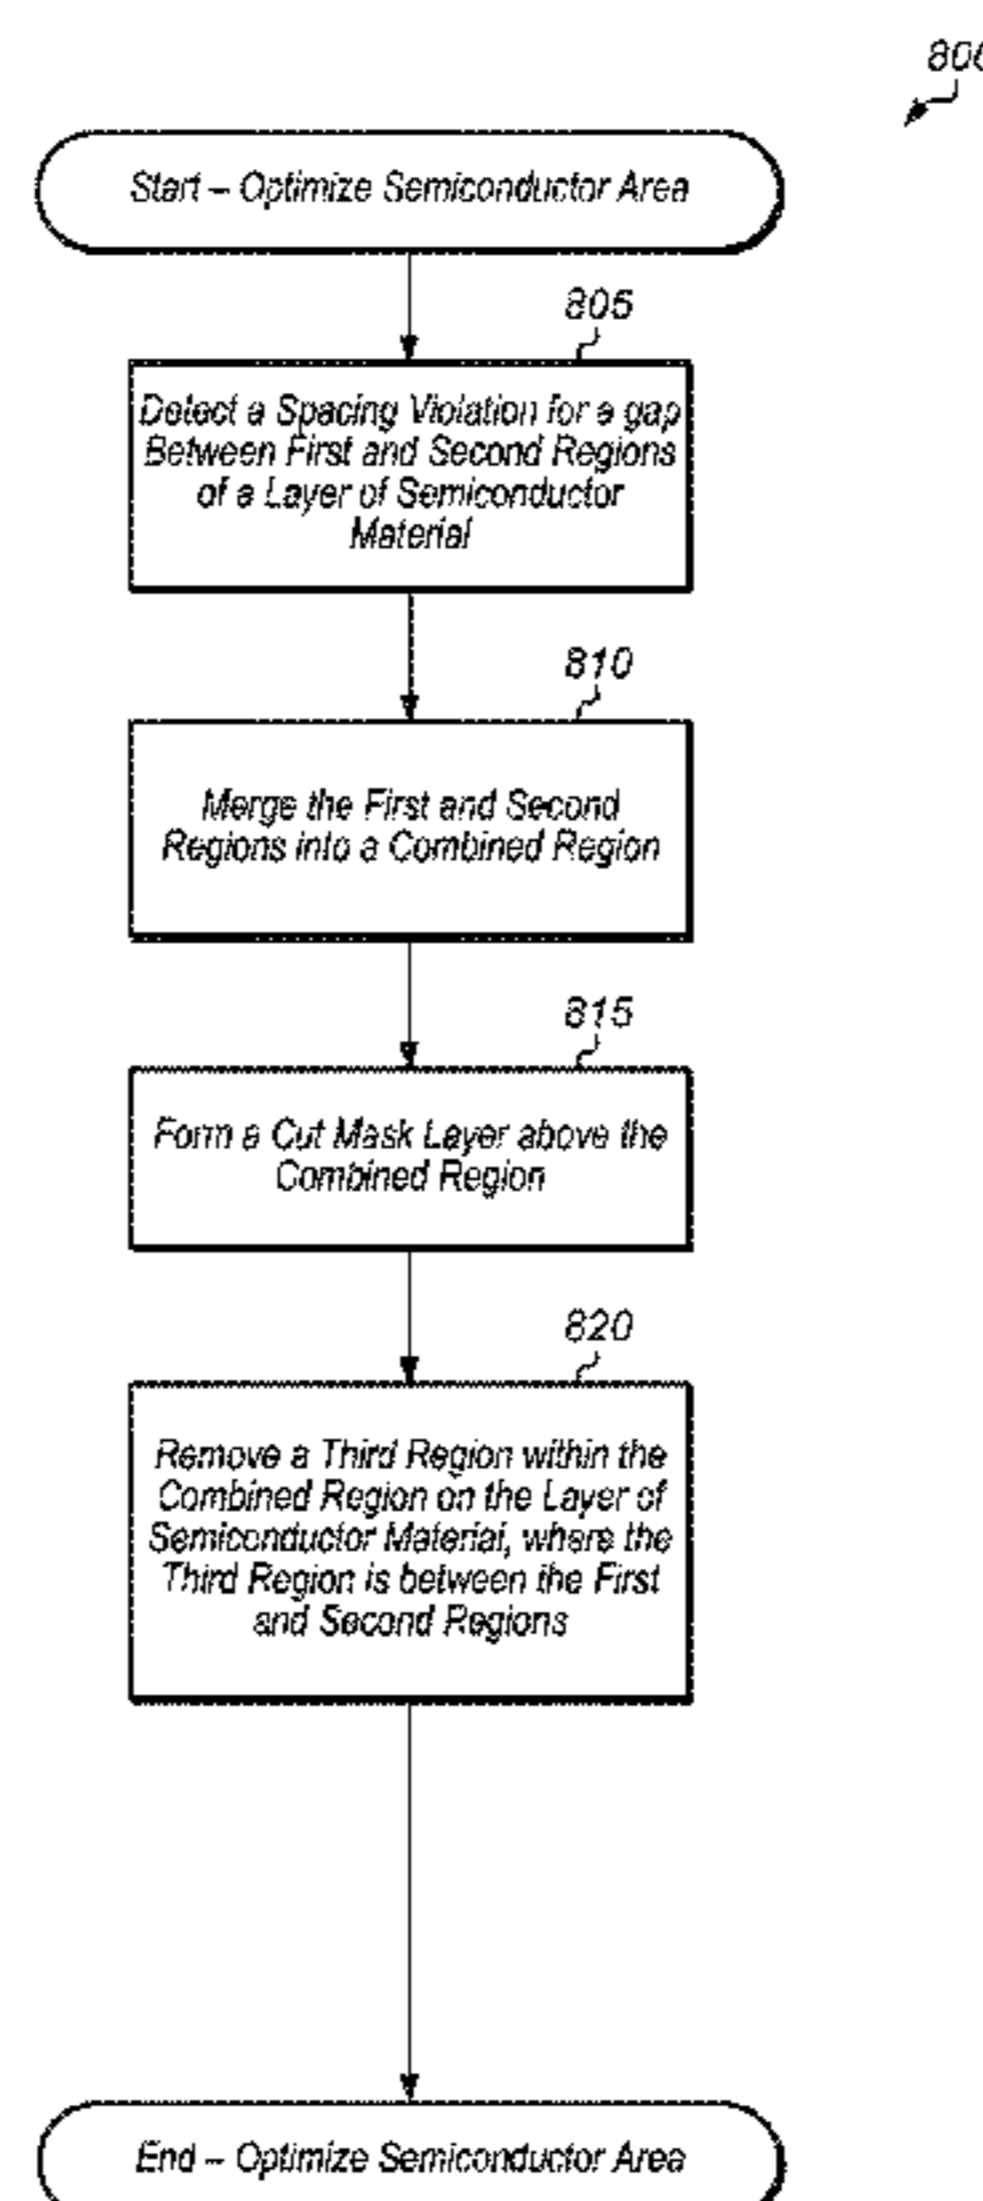 800
Start – Optimize Semiconductor Area
805
Detect a Spacing Violation for a gap
Between First and Second Regions
of a Layer of Semiconductor
Material
810
Merge the First and Second
Regions into a Combined Region
815
Form a Cut Mask Layer above the
Combined Region
820
Remove a Third Region within the
Combined Region on the Layer of
Semiconductor Material, where the
Third Region is between the First
and Second Regions
End – Optimize Semiconductor Area